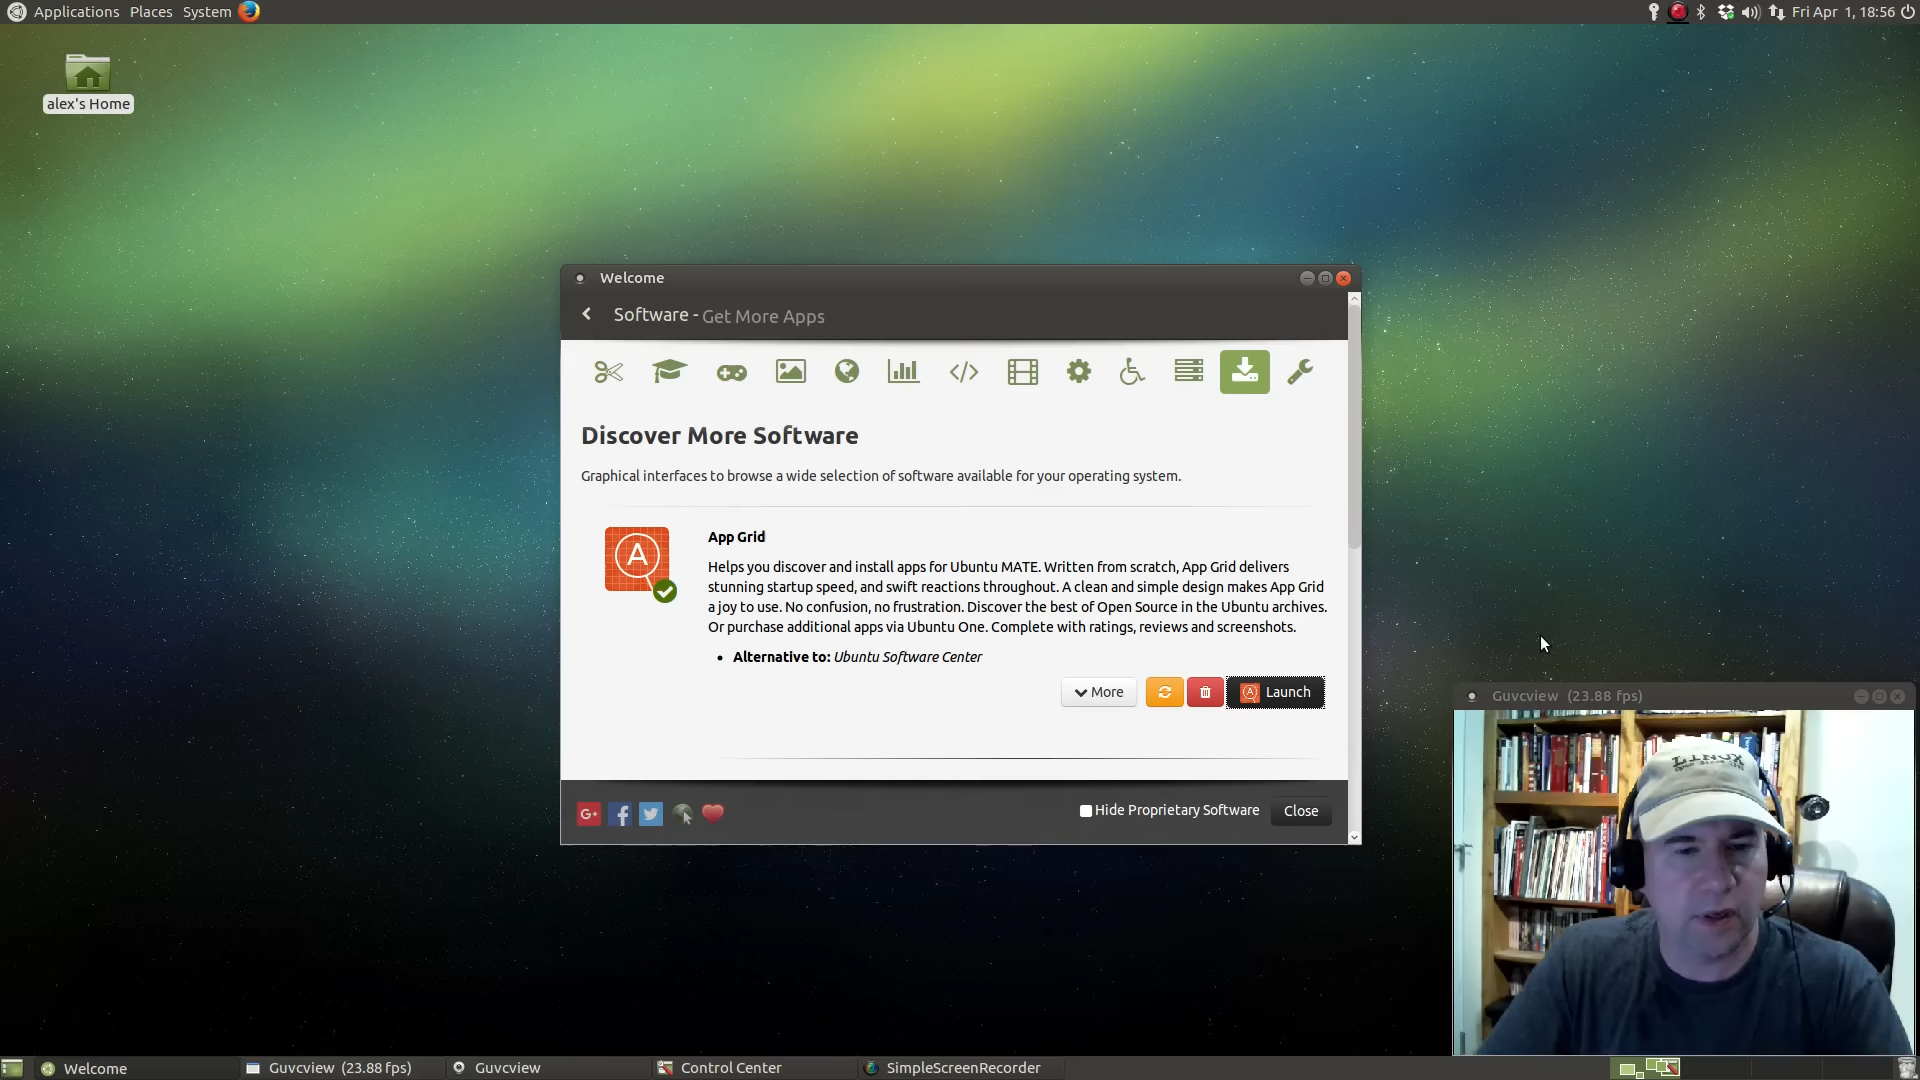 Applications Places System
Fri Apr 1, 18:56
alex's Home
Welcome
Software - Get More Apps
Discover More Software
Graphical interfaces to browse a wide selection of software available for your operating system.
App Grid
Helps you discover and install apps for Ubuntu MATE. Written from scratch, App Grid delivers
stunning startup speed, and swift reactions throughout. A clean and simple design makes App Grid
a joy to use. No confusion, no frustration. Discover the best of Open Source in the Ubuntu archives.
Or purchase additional apps via Ubuntu One. Complete with ratings, reviews and screenshots.
• Alternative to: Ubuntu Software Center
More
A Launch
Hide Proprietary Software
Close
G+ f
Guvcview (23.88 fps)
LINUX
Welcome
Guvcview (23.88 fps)
Guvcview
Control Center
SimpleScreenRecorder